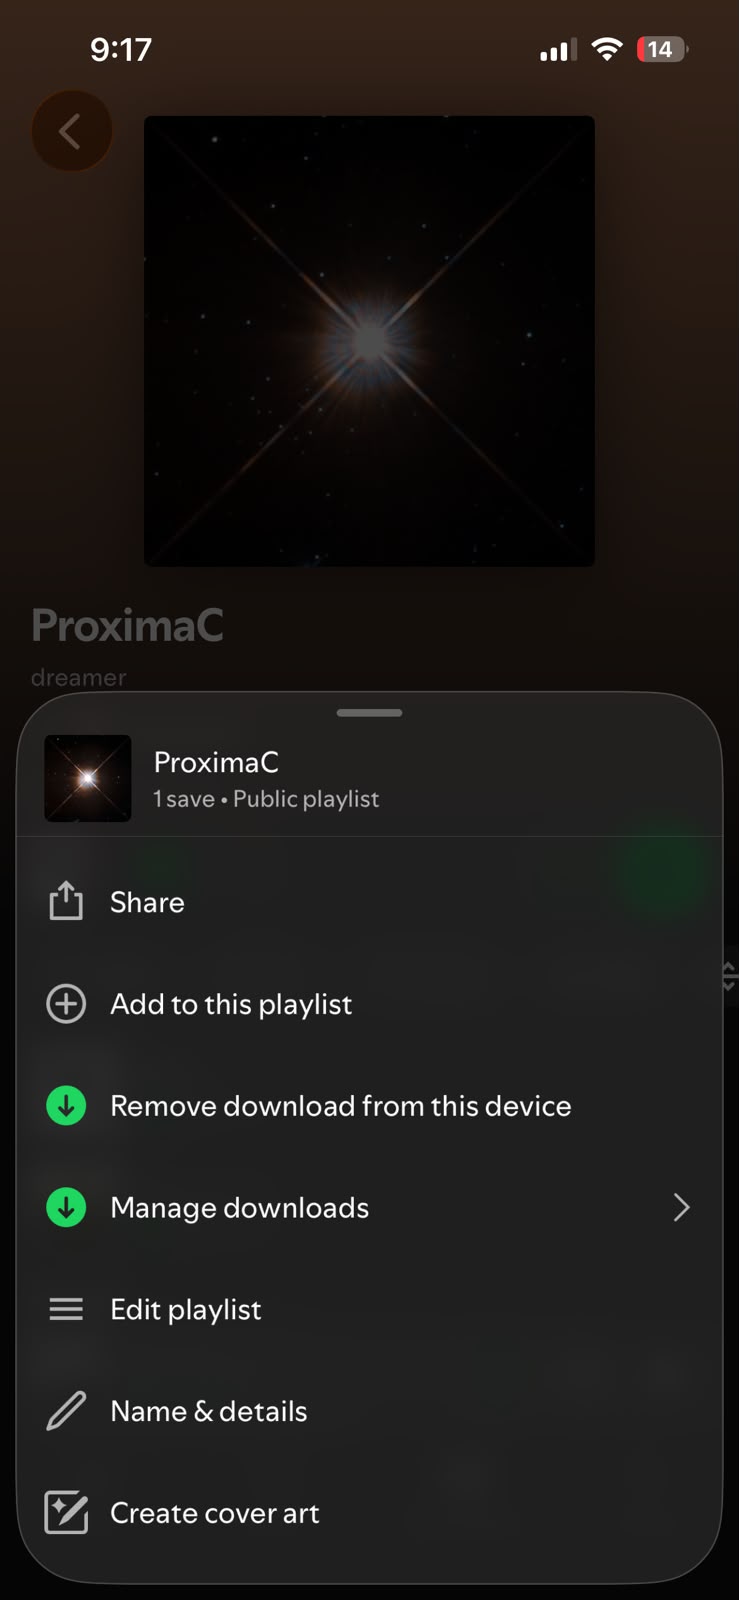 9:17
14
ProximaC
dreamer
ProximaC
1 save • Public playlist
Share
Add to this playlist
Remove download from this device
Manage downloads
Edit playlist
Name & details
Create cover art